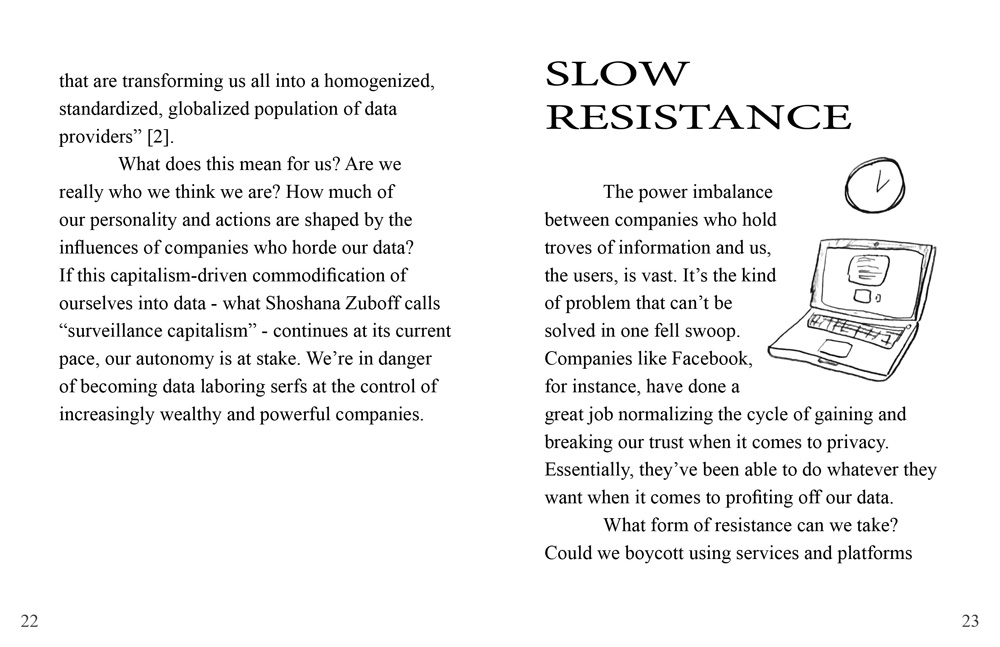 that are transforming us all into a homogenized,
standardized, globalized population of data
providers” [2].
What does this mean for us? Are we
really who we think we are? How much of
our personality and actions are shaped by the
influences of companies who horde our data?
If this capitalism-driven commodification of
ourselves into data - what Shoshana Zuboff calls
“surveillance capitalism” - continues at its current
pace, our autonomy is at stake. We’re in danger
of becoming data laboring serfs at the control of
increasingly wealthy and powerful companies.
22
SLOW
RESISTANCE
The power imbalance
between companies who hold
troves of information and us,
the users, is vast. It’s the kind
of problem that can’t be
solved in one fell swoop.
Companies like Facebook,
for instance, have done a
great job normalizing the cycle of gaining and
breaking our trust when it comes to privacy.
Essentially, they’ve been able to do whatever they
want when it comes to profiting off our data.
What form of resistance can we take?
Could we boycott using services and platforms
23